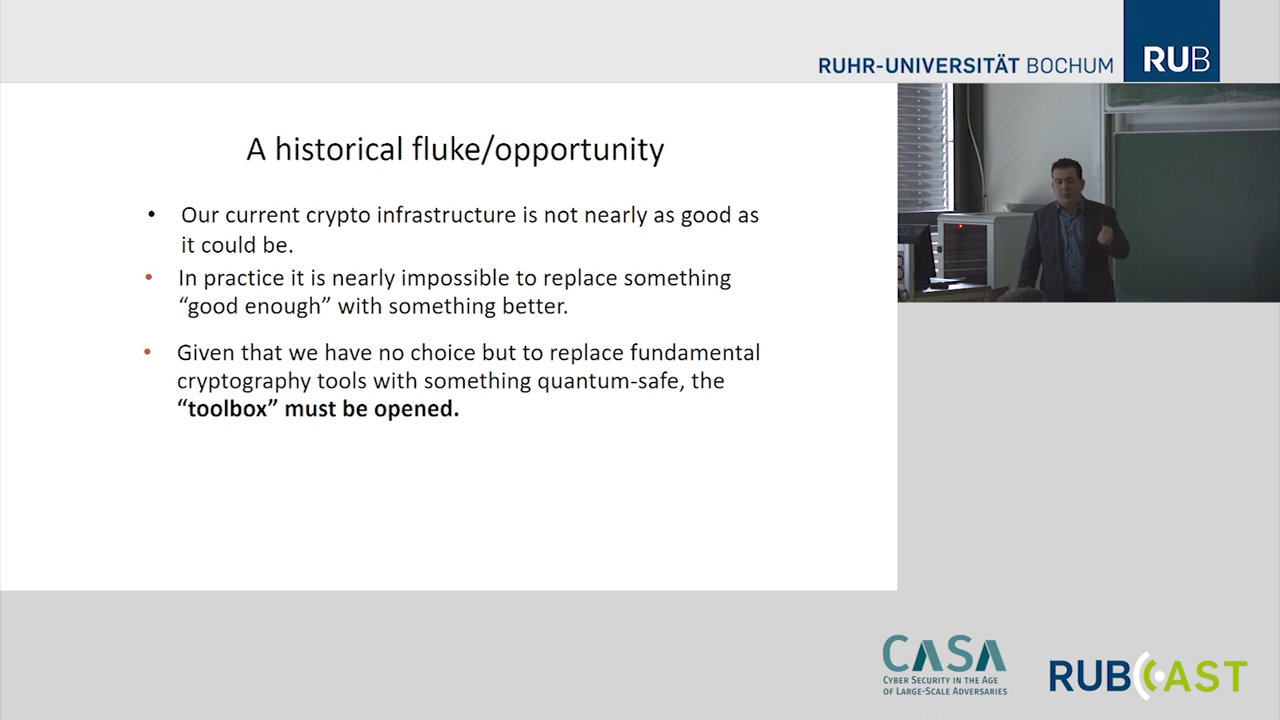 RUHR-UNIVERSITÄT BOCHUM
RUB
A historical fluke/opportunity
• Our current crypto infrastructure is not nearly as good as
it could be.
• In practice it is nearly impossible to replace something
“good enough” with something better.
• Given that we have no choice but to replace fundamental
cryptography tools with something quantum-safe, the
“toolbox” must be opened.
CASA
CYBER SECURITY IN THE AGE
OF LARGE-SCALE ADVERSARIES
RUBCAST